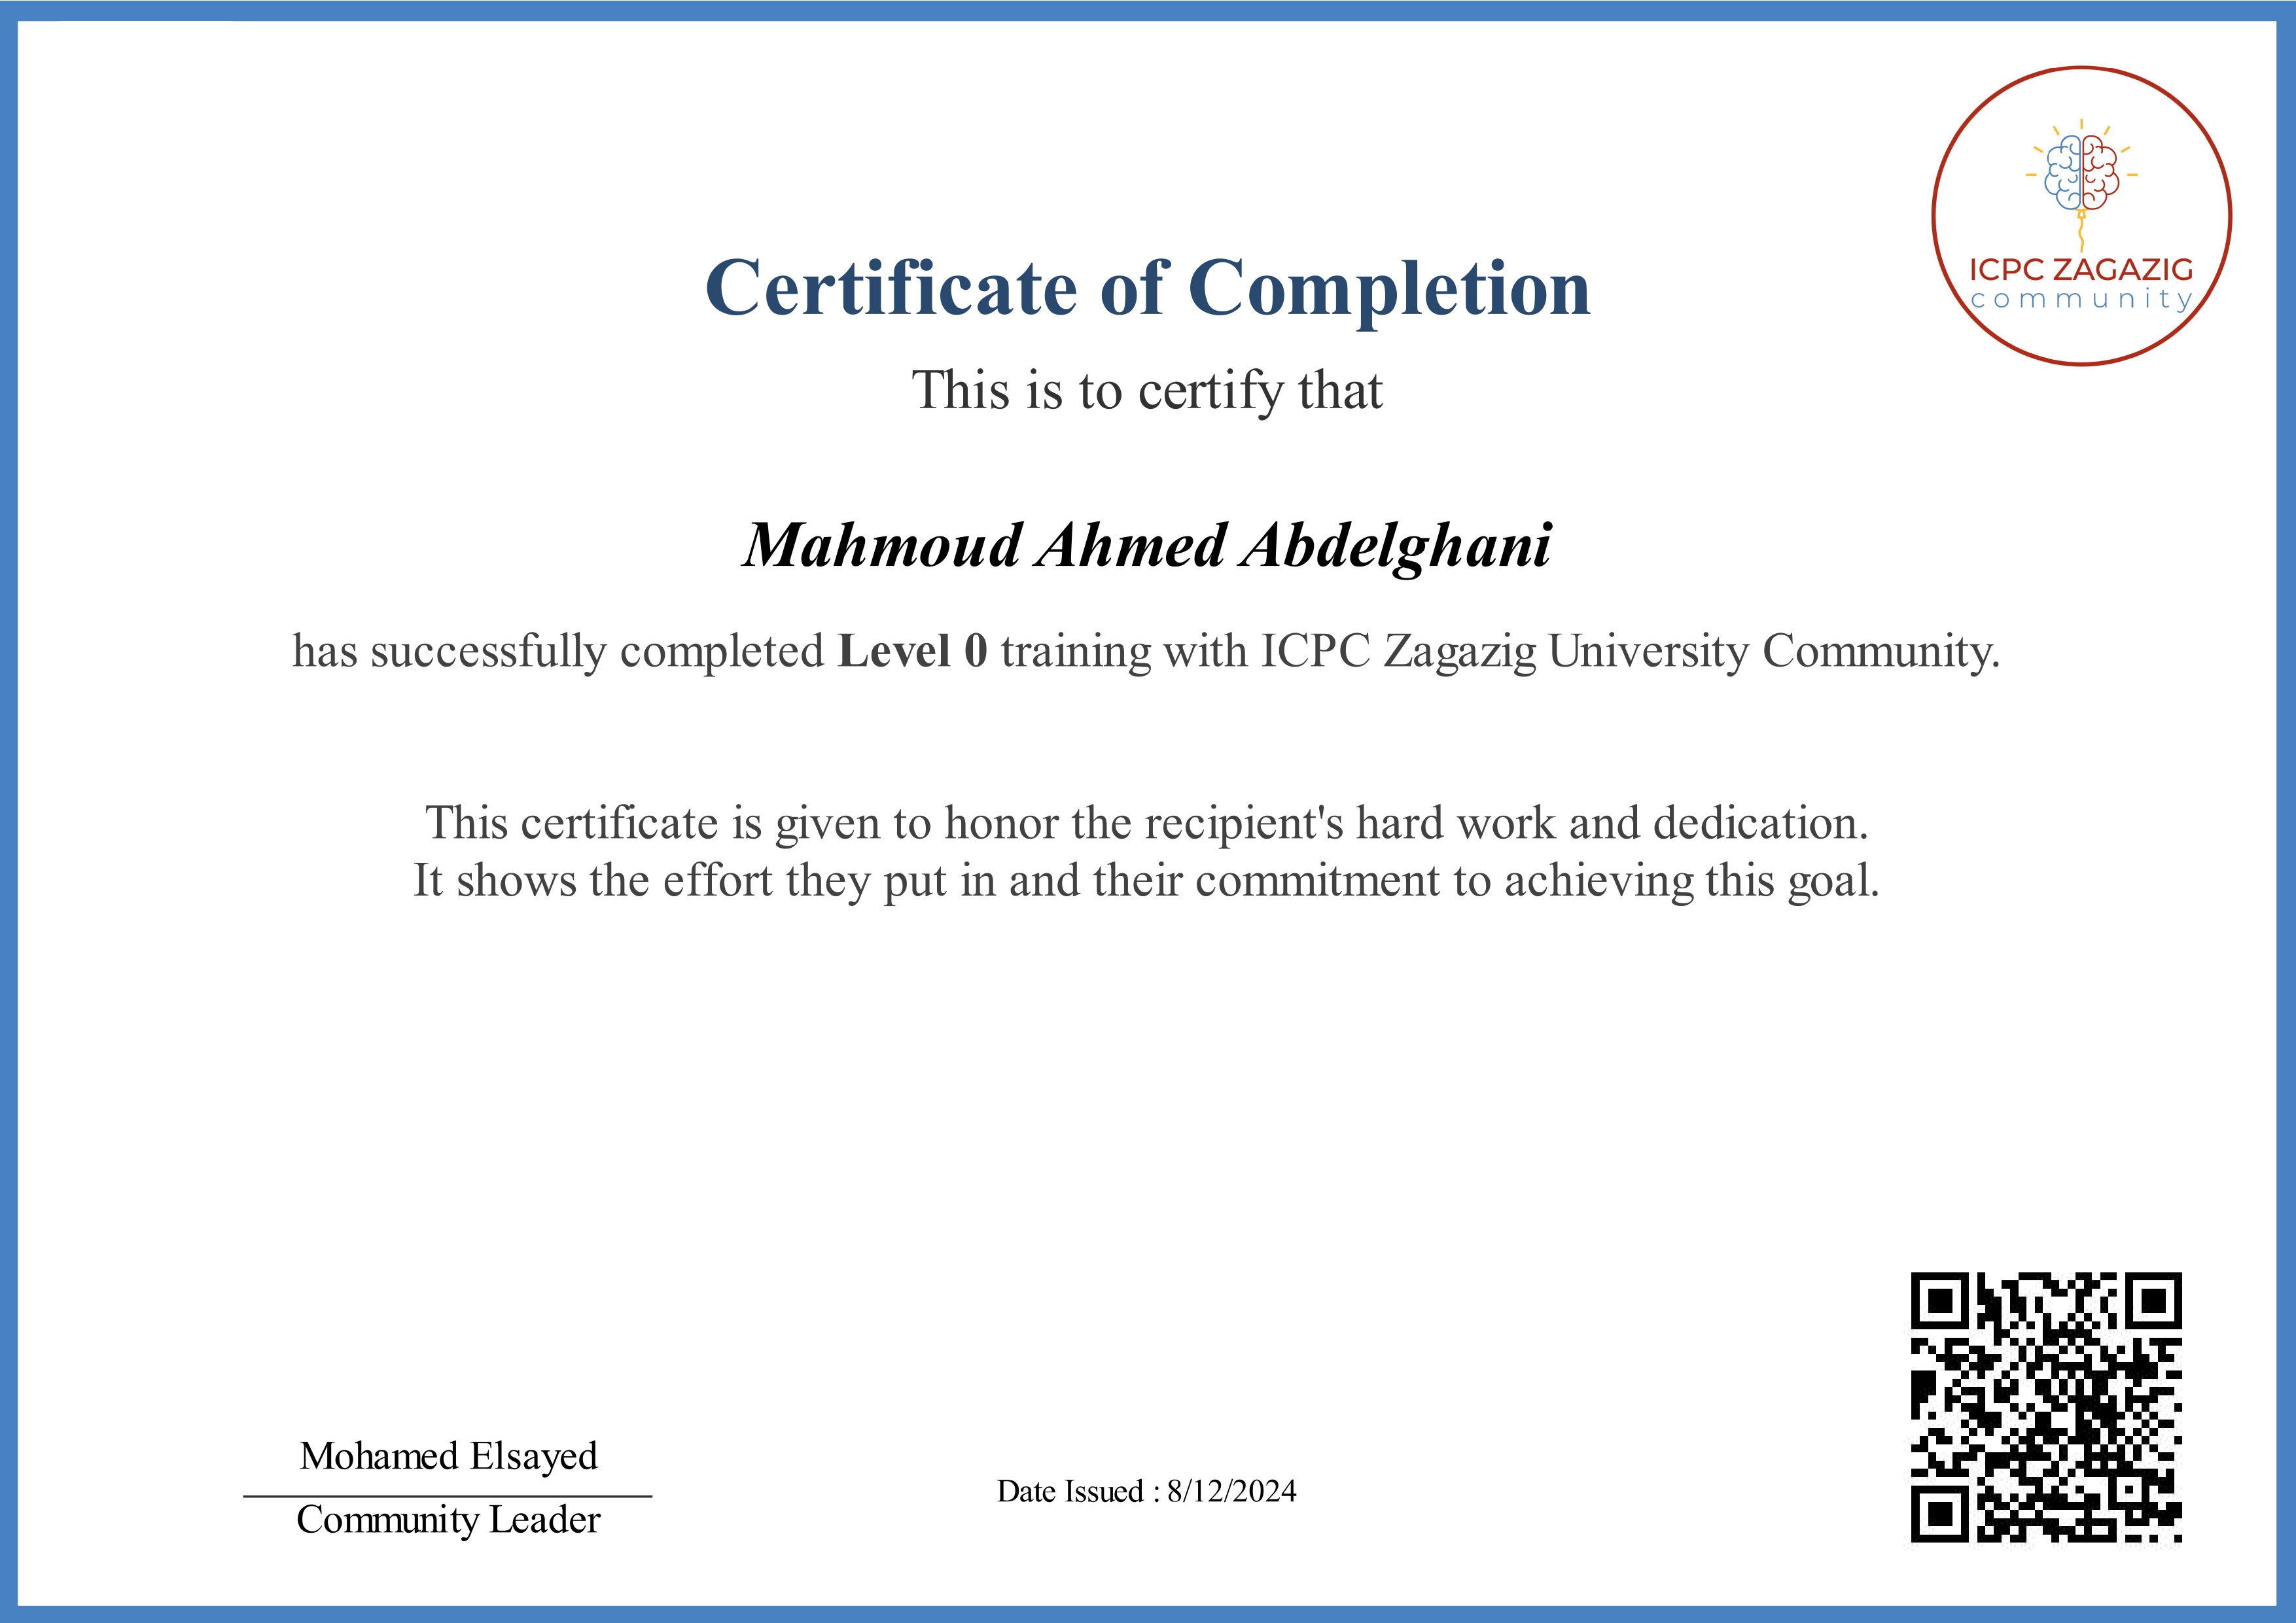 ICPC ZAGAZIG
community
Certificate of Completion
This is to certify that
Mahmoud Ahmed Abdelghani
has successfully completed Level 0 training with ICPC Zagazig University Community.
This certificate is given to honor the recipient's hard work and dedication.
It shows the effort they put in and their commitment to achieving this goal.
Mohamed Elsayed
Community Leader
Date Issued : 8/12/2024